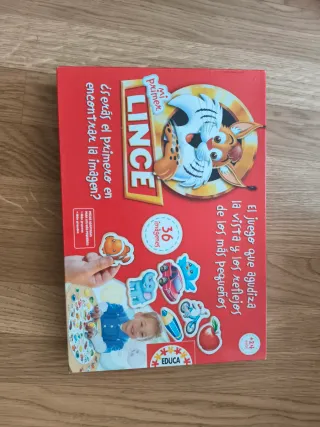 mi
primer
LINCE
¿Serás el primero en
encontrar la imagen?
36
imágenes
El juego que agudiza
la vista y los reflejos
de los más pequeños
EDUCA